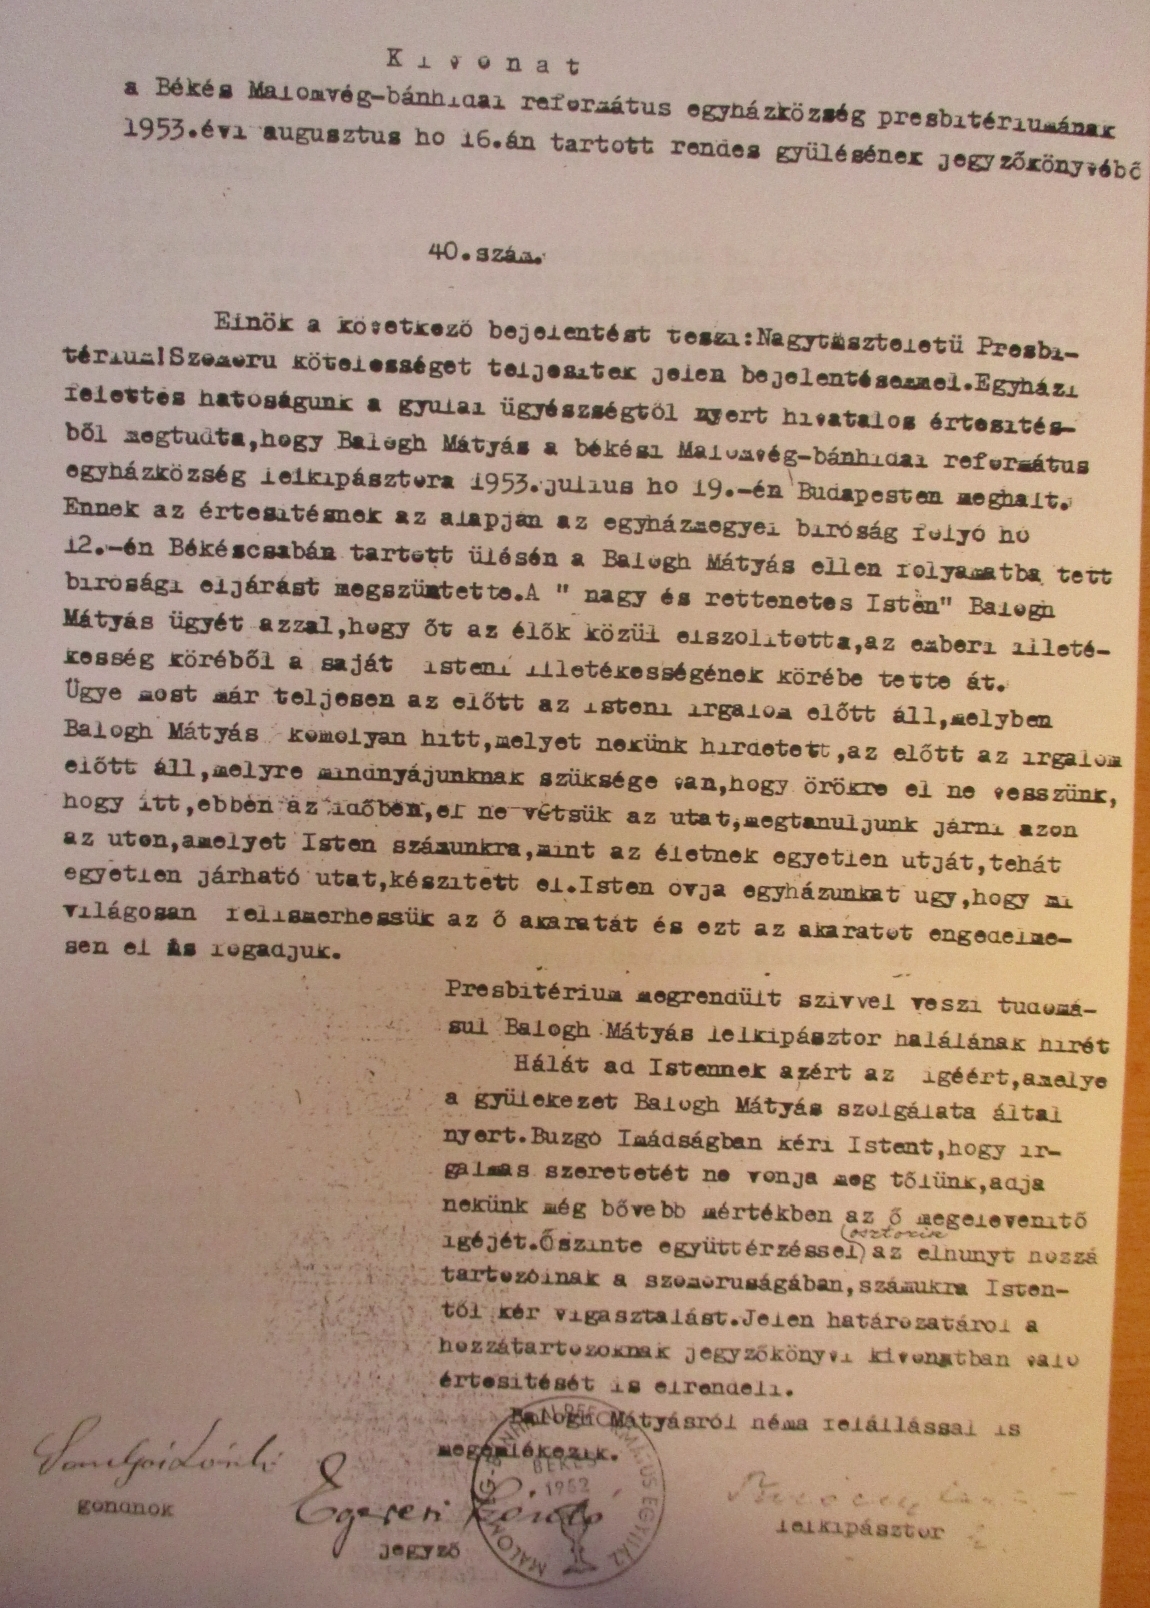 K i v o n a t
a Békés Malomvég-bánhidai református egyházközség presbitériumának
1953.évi augusztus hó 16.án tartott rendes gyülésének jegyzőkönyvébő
40.szám.
Elnök a következő bejelentést teszi:Nagytiszteletü Presbi-
térium!Szomoru kötelességet teljesitek jelen bejelentésemmel.Egyházi
felettes hatóságunk a gyulai ügyészségtől nyert hivatalos értesités-
ből megtudta,hogy Balogh Mátyás a békési Malomvég-bánhidai református
egyházközség lelkipásztora 1953.julius hó 19.-én Budapesten meghalt.
Ennek az értesitésnek az alapján az egyházmegyei biróság folyó hó
12.-én Békéscsabán tartott ülésén a Balogh Mátyás ellen folyamatba tett
birósági eljárást megszüntette.A " nagy és rettenetes Isten" Balogh
Mátyás ügyét azzal,hogy őt az élők közül elszólitotta,az emberi illeté-
kesség köréből a saját isteni illetékességének körébe tette át.
Ügye most már teljesen az előtt az isteni irgalom előtt áll,melyben
Balogh Mátyás komolyan hitt,melyet nekünk hirdetett,az előtt az irgalom
előtt áll,melyre mindnyájunknak szüksége van,hogy örökre el ne vesszünk,
hogy itt,ebben az időben,el ne vétsük az utat,megtanuljunk járni azon
az uton,amelyet Isten számunkra,mint az életnek egyetlen utját,tehát
egyetlen járható utat,készitett el.Isten óvja egyházunkat ugy,hogy mi
világosan felismerhessük az ő akaratát és ezt az akaratot engedelme-
sen el is fogadjuk.
Presbitérium megrendült szivvel veszi tudomá-
sul Balogh Mátyás lelkipásztor halálának hirét
Hálát ad Istennek azért az igéért,amelye
a gyülekezet Balogh Mátyás szolgálata által
nyert.Buzgó Imádságban kéri Istent,hogy ir-
galmas szeretetét ne vonja meg tőlünk,adja
nekünk még bővebb mértékben az ő megelevenitő
(osztozik
igéjét.Őszinte együttérzéssel)az elhunyt hozzá
tartozóinak a szomoruságában,számukra Isten-
től kér vigasztalást.Jelen határozatáról a
hozzátartozóknak jegyzőkönyvi kivonatban való
értesitését is elrendeli.
Balogh Mátyásról néma felállással is
megemlékezik.
MALOMVÉG-BÁNHIDAI REFORMÁTUS EGYHÁZ
BÉKÉS
1952
gondnok
Egeresi
jegyző
lelkipásztor